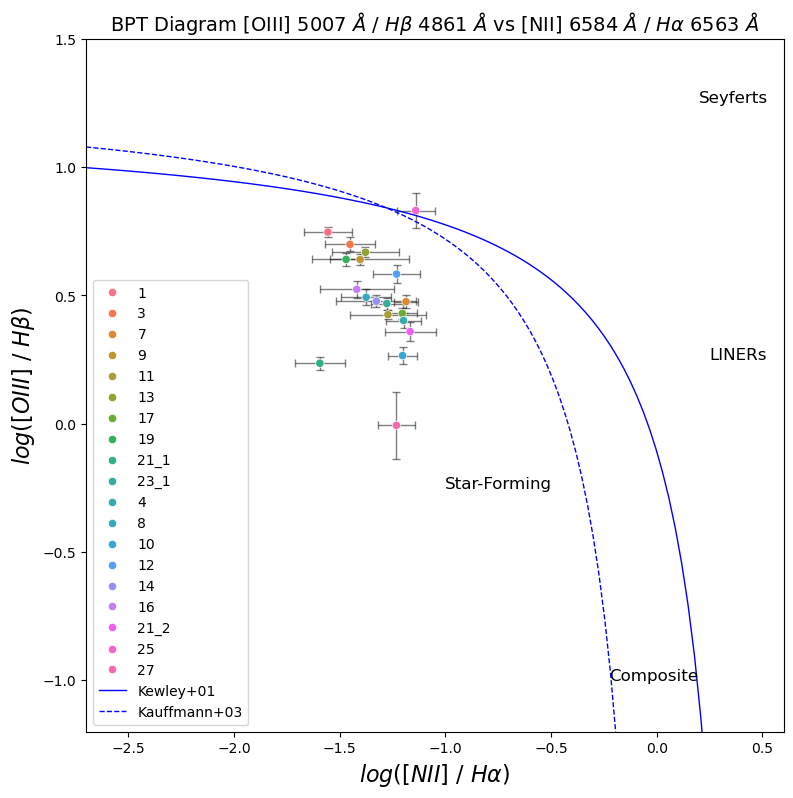 BPT Diagram [OIII] 5007 Å / Hβ 4861 Å vs [NII] 6584 Å / Hα 6563 Å
1.5
1.0
0.5
0.0
−0.5
−1.0
log([OIII] / Hβ)
Seyferts
LINERs
Star-Forming
Composite
1
3
7
9
11
13
17
19
21_1
23_1
4
8
10
12
14
16
21_2
25
27
Kewley+01
Kauffmann+03
−2.5 −2.0 −1.5 −1.0 −0.5 0.0 0.5
log([NII] / Hα)